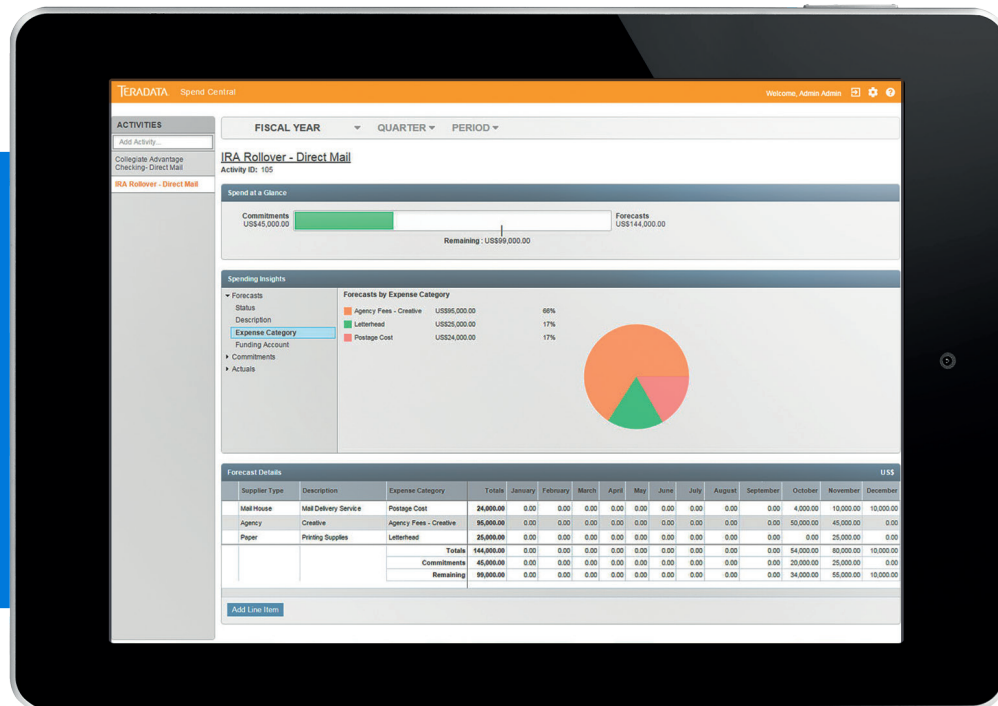 TERADATA Spend Central
Welcome, Admin Admin
ACTIVITIES
Add Activity...
Collegiate Advantage
Checking- Direct Mail
IRA Rollover - Direct Mail
FISCAL YEAR QUARTER PERIOD
IRA Rollover - Direct Mail
Activity ID: 105
Spend at a Glance
Commitments
US$45,000.00
Forecasts
US$144,000.00
Remaining : US$99,000.00
Spending Insights
Forecasts
Status
Description
Expense Category
Funding Account
Commitments
Actuals
Forecasts by Expense Category
Agency Fees - Creative US$95,000.00 66%
Letterhead US$25,000.00 17%
Postage Cost US$24,000.00 17%
Forecast Details US$
Supplier Type Description Expense Category Totals January February March April May June July August September October November December
Mail House Mail Delivery Service Postage Cost 24,000.00 0.00 0.00 0.00 0.00 0.00 0.00 0.00 0.00 0.00 4,000.00 10,000.00 10,000.00
Agency Creative Agency Fees - Creative 95,000.00 0.00 0.00 0.00 0.00 0.00 0.00 0.00 0.00 0.00 50,000.00 45,000.00 0.00
Paper Printing Supplies Letterhead 25,000.00 0.00 0.00 0.00 0.00 0.00 0.00 0.00 0.00 0.00 0.00 25,000.00 0.00
Totals 144,000.00 0.00 0.00 0.00 0.00 0.00 0.00 0.00 0.00 0.00 54,000.00 80,000.00 10,000.00
Commitments 45,000.00 0.00 0.00 0.00 0.00 0.00 0.00 0.00 0.00 0.00 20,000.00 25,000.00 0.00
Remaining 99,000.00 0.00 0.00 0.00 0.00 0.00 0.00 0.00 0.00 0.00 34,000.00 55,000.00 10,000.00
Add Line Item